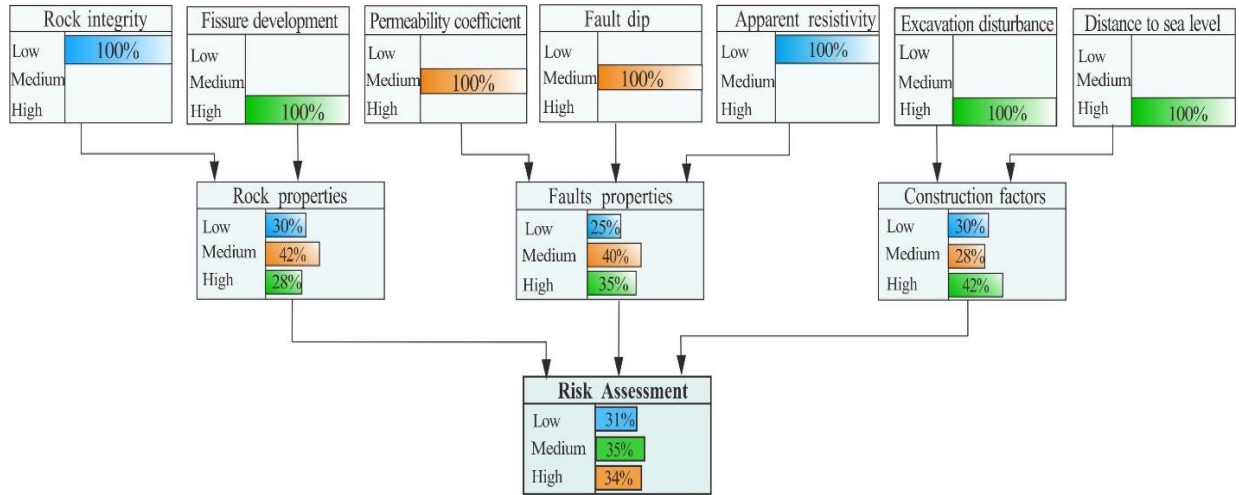 Rock integrity
Low 100%
Medium
High
Fissure development
Low
Medium
High 100%
Permeability coefficient
Low
Medium 100%
High
Fault dip
Low
Medium 100%
High
Apparent resistivity
Low 100%
Medium
High
Excavation disturbance
Low
Medium
High 100%
Distance to sea level
Low
Medium
High 100%
Rock properties
Low 30%
Medium 42%
High 28%
Faults properties
Low 25%
Medium 40%
High 35%
Construction factors
Low 30%
Medium 28%
High 42%
Risk Assessment
Low 31%
Medium 35%
High 34%